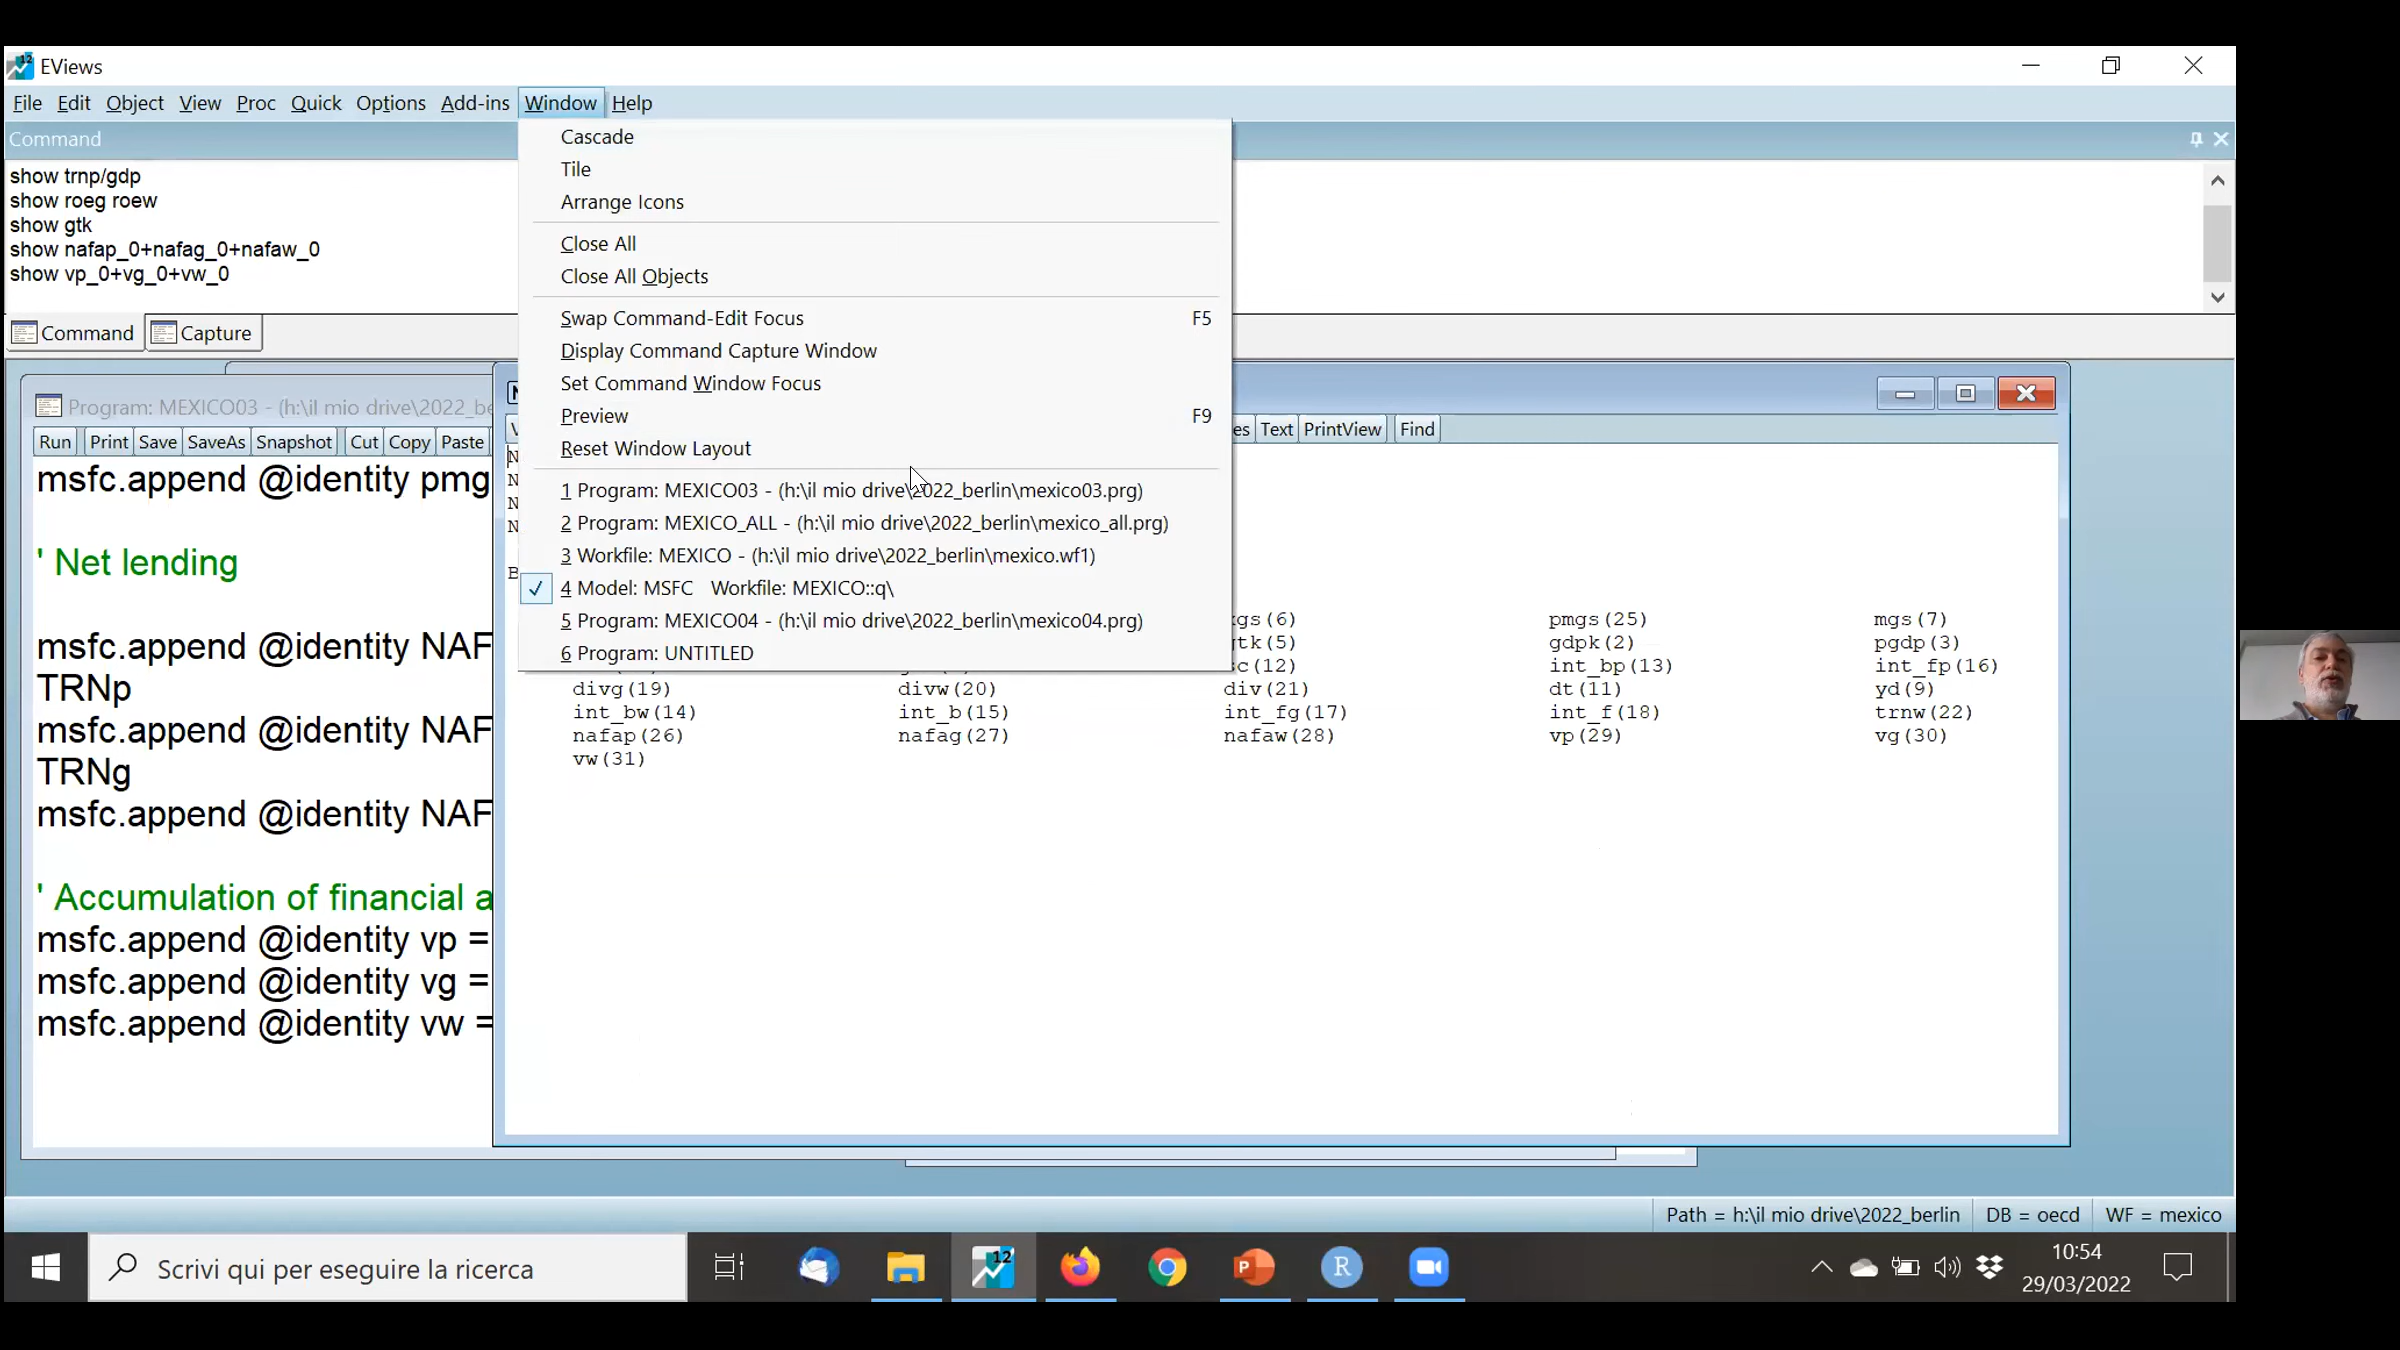 EViews
File Edit Object View Proc Quick Options Add-ins Window Help
Command
show trnp/gdp
show roeg roew
show gtk
show nafap_0+nafag_0+nafaw_0
show vp_0+vg_0+vw_0
Command Capture
Cascade
Tile
Arrange Icons
Close All
Close All Objects
Swap Command-Edit Focus F5
Display Command Capture Window
Set Command Window Focus
Preview F9
Reset Window Layout
1 Program: MEXICO03 - (h:\il mio drive\2022_berlin\mexico03.prg)
2 Program: MEXICO_ALL - (h:\il mio drive\2022_berlin\mexico_all.prg)
3 Workfile: MEXICO - (h:\il mio drive\2022_berlin\mexico.wf1)
4 Model: MSFC Workfile: MEXICO::q\
5 Program: MEXICO04 - (h:\il mio drive\2022_berlin\mexico04.prg)
6 Program: UNTITLED
Program: MEXICO03 - (h:\il mio drive\2022_be
Run Print Save SaveAs Snapshot Cut Copy Paste
msfc.append @identity pmg
' Net lending
msfc.append @identity NAF
TRNp
msfc.append @identity NAF
TRNg
msfc.append @identity NAF
' Accumulation of financial a
msfc.append @identity vp =
msfc.append @identity vg =
msfc.append @identity vw =
es Text PrintView Find
gs(6) pmgs(25) mgs(7)
tk(5) gdpk(2) pgdp(3)
c(12) int_bp(13) int_fp(16)
divg(19) divw(20) div(21) dt(11) yd(9)
int_bw(14) int_b(15) int_fg(17) int_f(18) trnw(22)
nafap(26) nafag(27) nafaw(28) vp(29) vg(30)
vw(31)
Path = h:\il mio drive\2022_berlin DB = oecd WF = mexico
Scrivi qui per eseguire la ricerca
12
P
R
10:54
29/03/2022